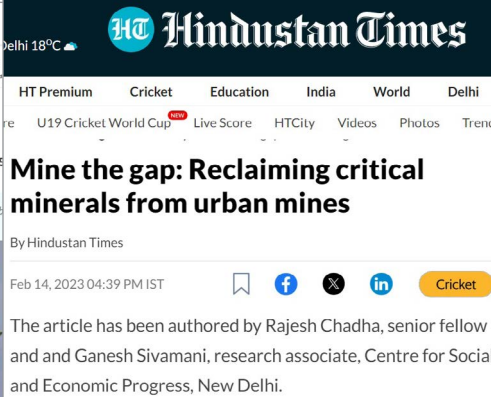 HT Hindustan Times
Delhi 18°C
HT Premium Cricket Education India World Delhi
re U19 Cricket World Cup NEW Live Score HTCity Videos Photos Tren
Mine the gap: Reclaiming critical
minerals from urban mines
By Hindustan Times
Feb 14, 2023 04:39 PM IST f X in Cricket
The article has been authored by Rajesh Chadha, senior fellow
and and Ganesh Sivamani, research associate, Centre for Socia
and Economic Progress, New Delhi.